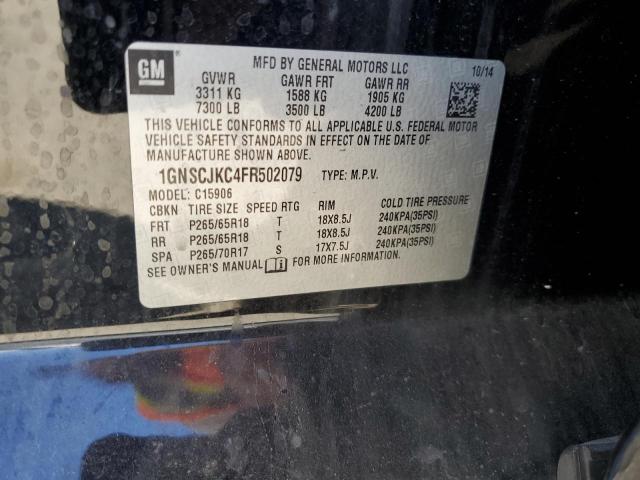 GM
MFD BY GENERAL MOTORS LLC
10/14
GVWR GAWR FRT GAWR RR
3311 KG 1588 KG 1905 KG
7300 LB 3500 LB 4200 LB
THIS VEHICLE CONFORMS TO ALL APPLICABLE U.S. FEDERAL MOTOR
VEHICLE SAFETY STANDARDS IN EFFECT ON THE DATE OF
MANUFACTURE SHOWN ABOVE.
1GNSCJKC4FR502079 TYPE: M.P.V.
MODEL: C15906
CBKN TIRE SIZE SPEED RTG RIM COLD TIRE PRESSURE
FRT P265/65R18 T 18X8.5J 240KPA(35PSI)
RR P265/65R18 T 18X8.5J 240KPA(35PSI)
SPA P265/70R17 S 17X7.5J 240KPA(35PSI)
SEE OWNER'S MANUAL FOR MORE INFORMATION.